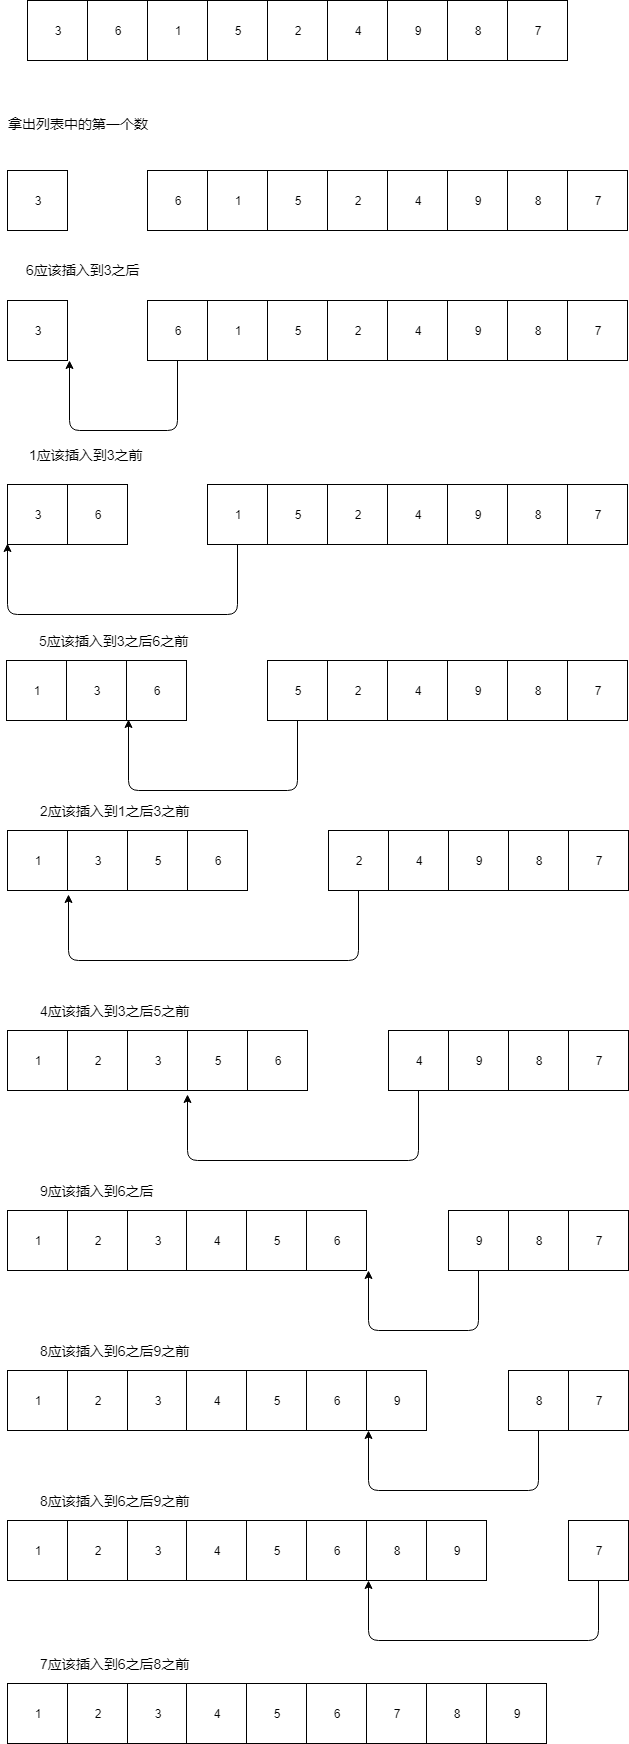 3 6 1 5 2 4 9 8 7
拿出列表中的第一个数
3 6 1 5 2 4 9 8 7
6应该插入到3之后
3 6 1 5 2 4 9 8 7
1应该插入到3之前
3 6 1 5 2 4 9 8 7
5应该插入到3之后6之前
1 3 6 5 2 4 9 8 7
2应该插入到1之后3之前
1 3 5 6 2 4 9 8 7
4应该插入到3之后5之前
1 2 3 5 6 4 9 8 7
9应该插入到6之后
1 2 3 4 5 6 9 8 7
8应该插入到6之后9之前
1 2 3 4 5 6 9 8 7
8应该插入到6之后9之前
1 2 3 4 5 6 8 9 7
7应该插入到6之后8之前
1 2 3 4 5 6 7 8 9